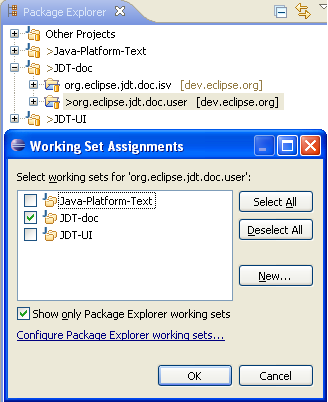 Package Explorer
Other Projects
>Java-Platform-Text
>JDT-doc
org.eclipse.jdt.doc.isv [dev.eclipse.org]
>org.eclipse.jdt.doc.user [dev.eclipse.org]
>JDT-UI
Working Set Assignments
Select working sets for 'org.eclipse.jdt.doc.user':
Java-Platform-Text
JDT-doc
JDT-UI
Select All
Deselect All
New...
Show only Package Explorer working sets
Configure Package Explorer working sets...
OK
Cancel